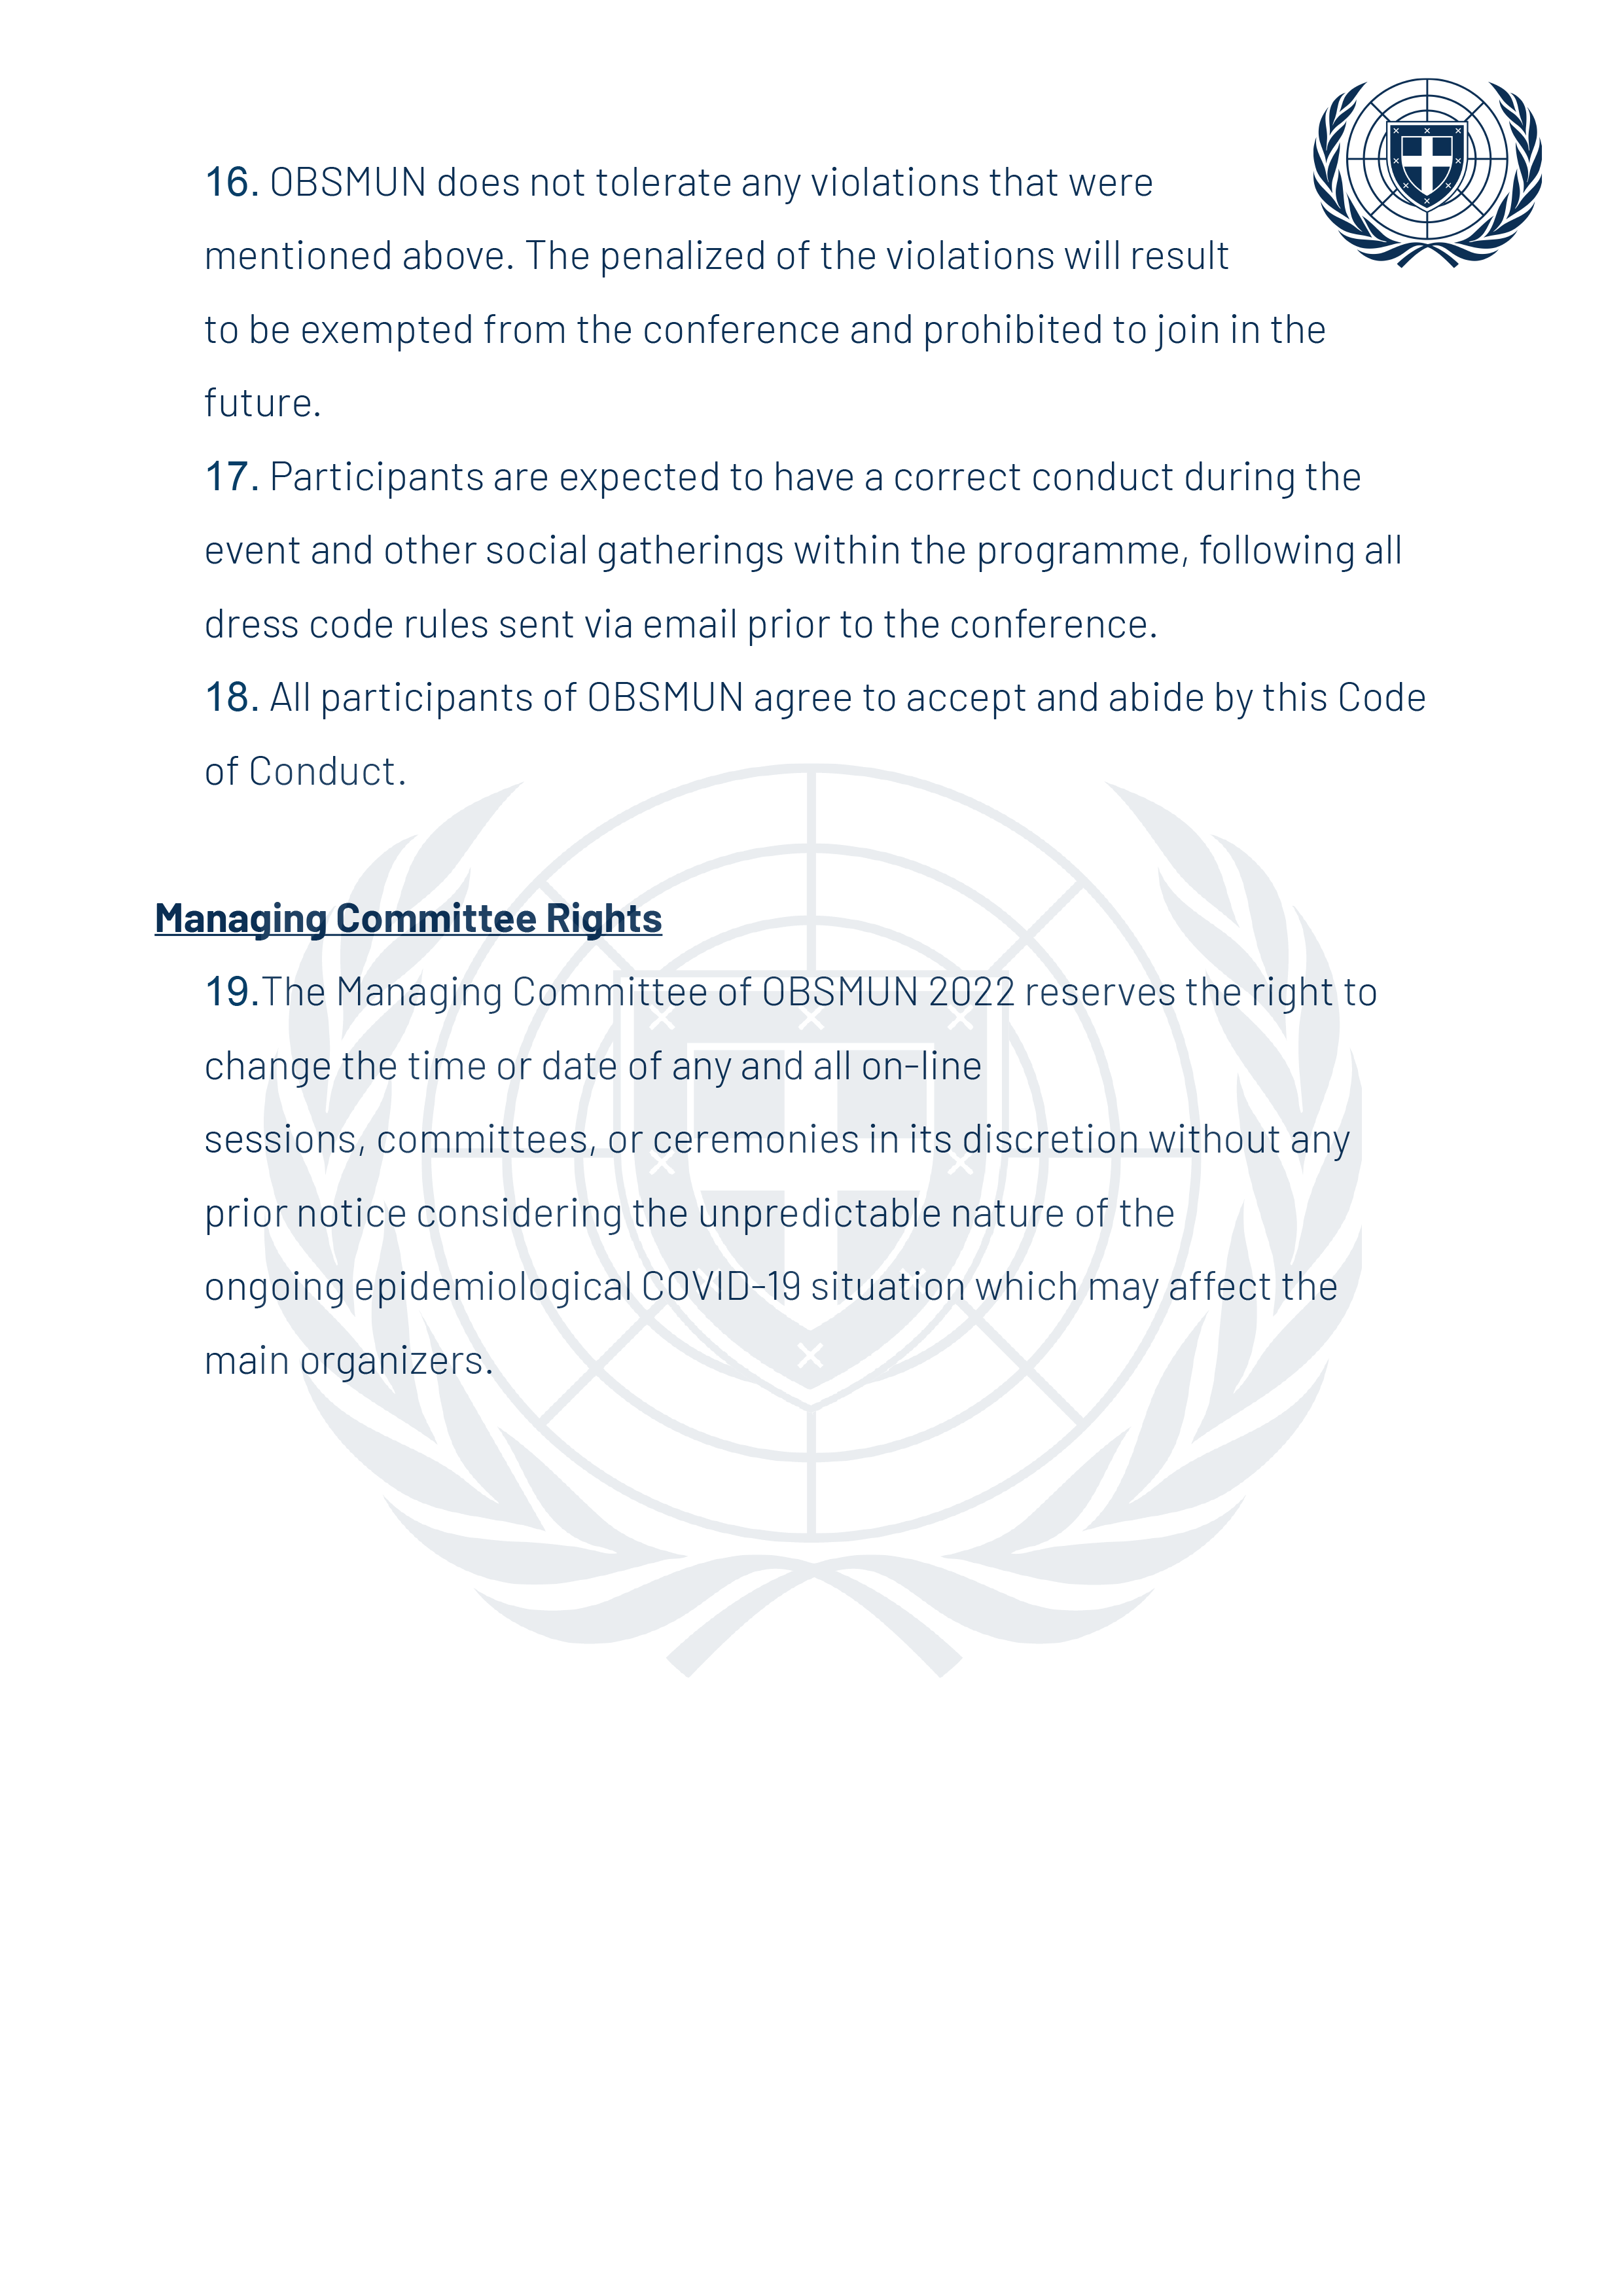 16. OBSMUN does not tolerate any violations that were
mentioned above. The penalized of the violations will result
to be exempted from the conference and prohibited to join in the
future.
17. Participants are expected to have a correct conduct during the
event and other social gatherings within the programme, following all
dress code rules sent via email prior to the conference.
18. All participants of OBSMUN agree to accept and abide by this Code
of Conduct.
Managing Committee Rights
19.The Managing Committee of OBSMUN 2022 reserves the right to
change the time or date of any and all on-line
sessions, committees, or ceremonies in its discretion without any
prior notice considering the unpredictable nature of the
ongoing epidemiological COVID-19 situation which may affect the
main organizers.